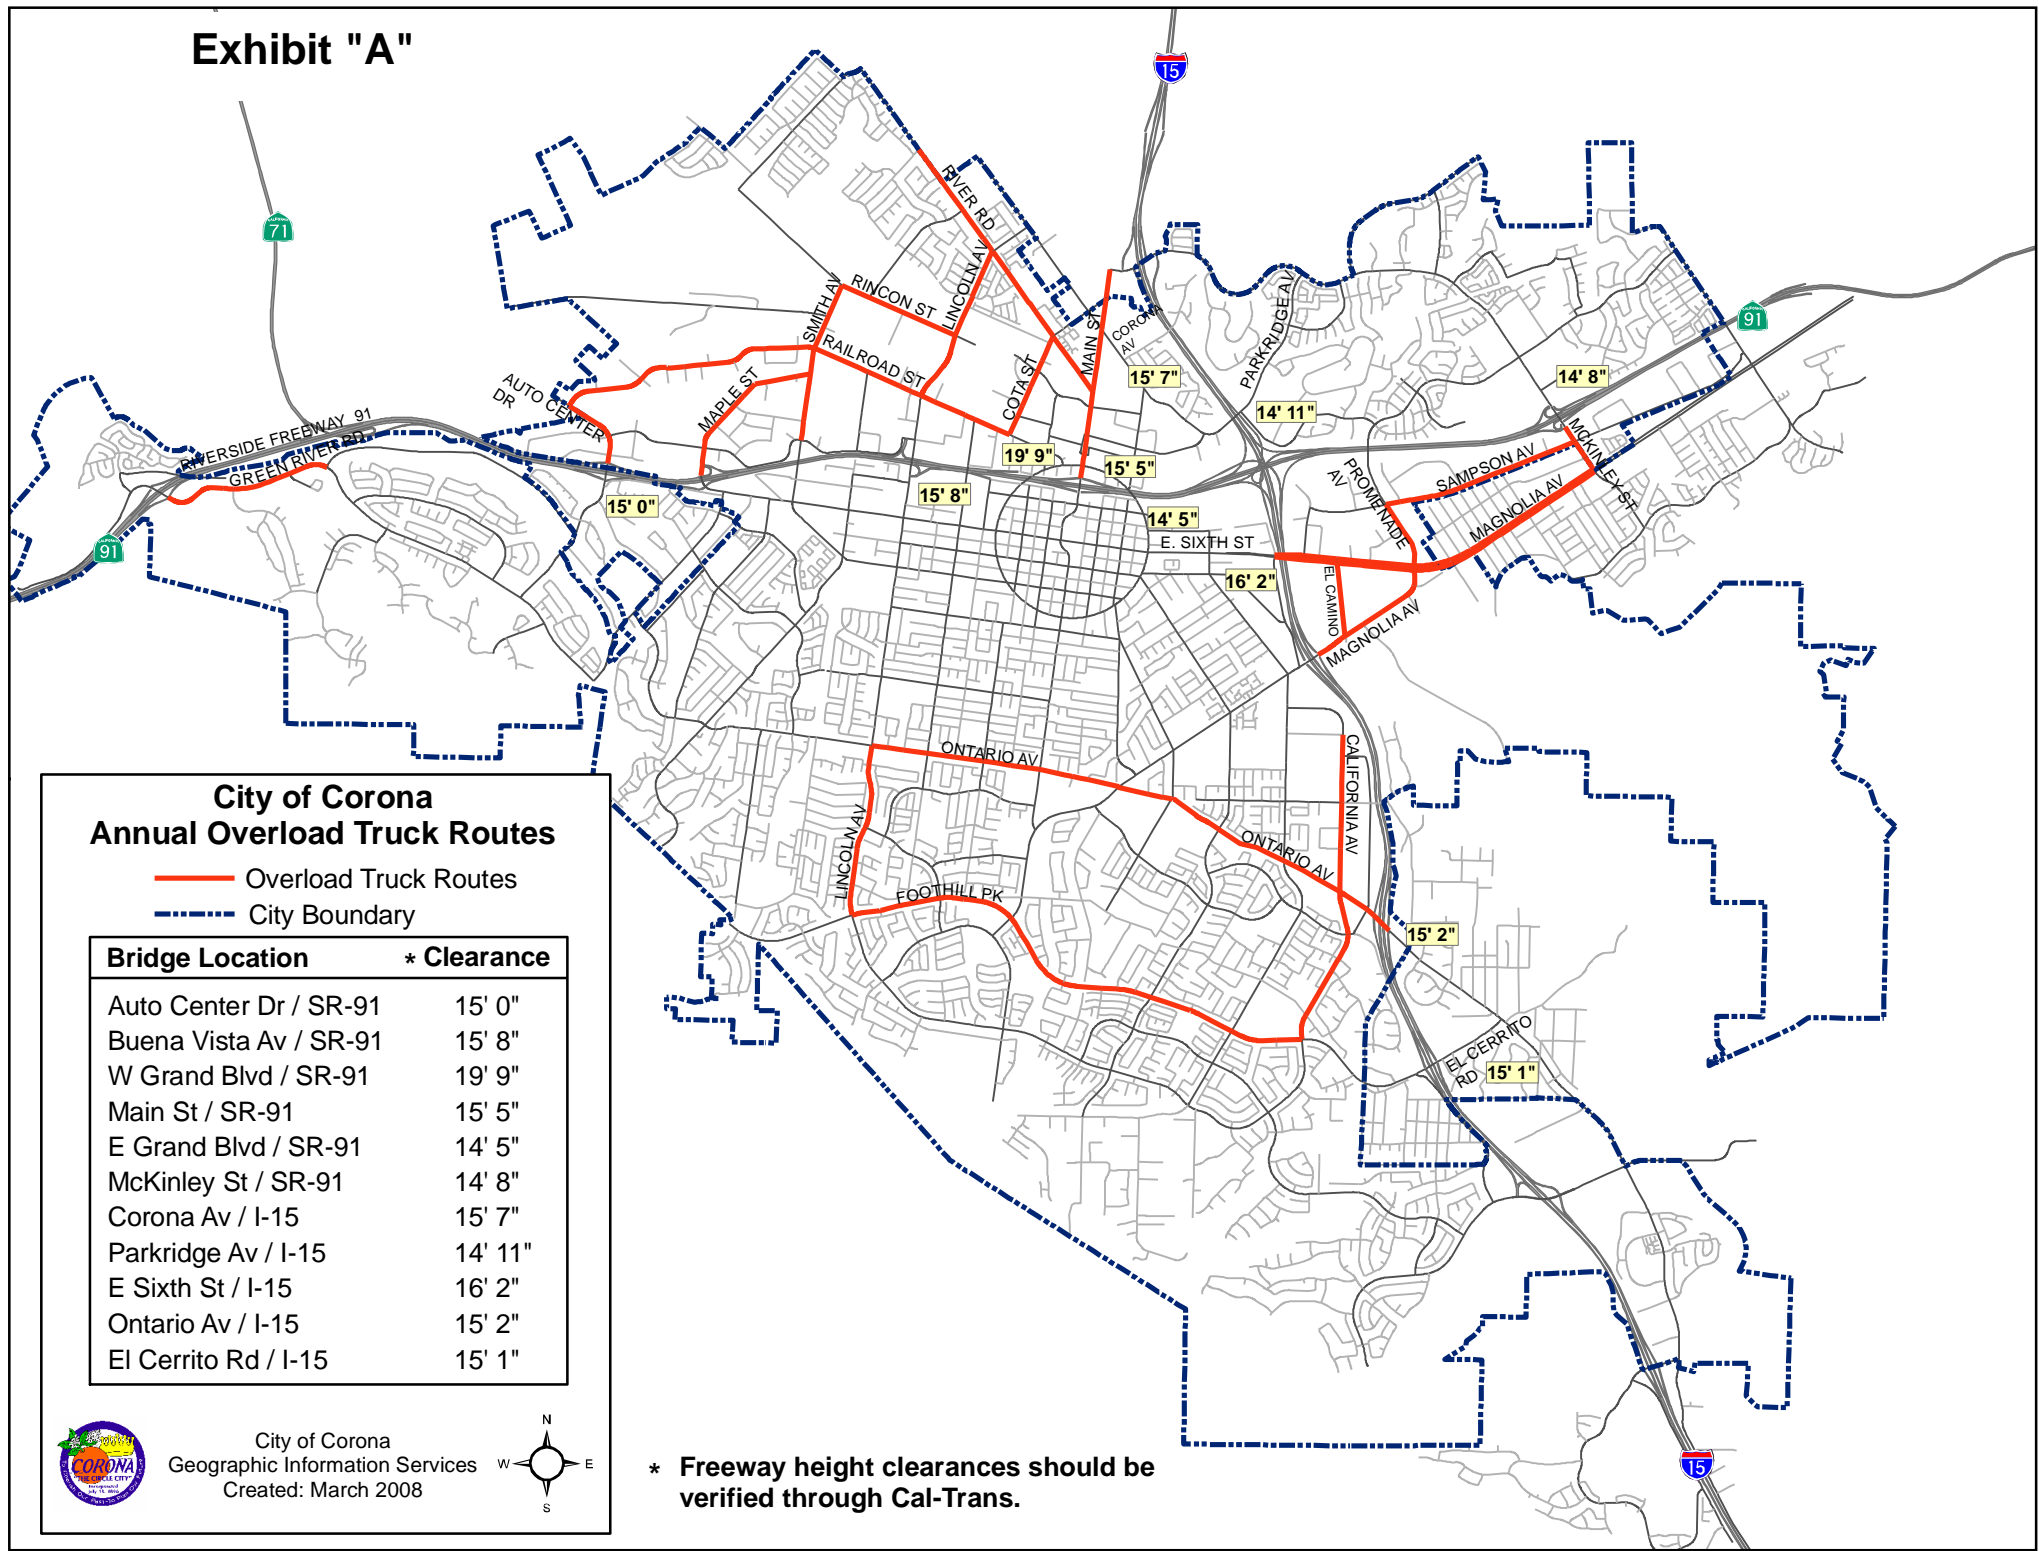 Exhibit "A"
15
71
91
91
15
RIVER RD
LINCOLN AV
RINCON ST
SMITH AV
RAILROAD ST
MAPLE ST
COTA ST
MAIN ST
CORONA
AV
PARKRIDGE AV
AUTO CENTER
DR
RIVERSIDE FREEWAY 91
GREEN RIVER RD
15' 7"
14' 8"
14' 11"
19' 9"
15' 5"
15' 8"
15' 0"
14' 5"
16' 2"
MCKINLEY ST
SAMPSON AV
PROMENADE
AV
MAGNOLIA AV
E. SIXTH ST
EL CAMINO
MAGNOLIA AV
ONTARIO AV
CALIFORNIA AV
LINCOLN AV
ONTARIO AV
FOOTHILL PK
15' 2"
EL CERRITO
RD
15' 1"
City of Corona
Annual Overload Truck Routes
Overload Truck Routes
City Boundary
Bridge Location * Clearance
Auto Center Dr / SR-91 15' 0"
Buena Vista Av / SR-91 15' 8"
W Grand Blvd / SR-91 19' 9"
Main St / SR-91 15' 5"
E Grand Blvd / SR-91 14' 5"
McKinley St / SR-91 14' 8"
Corona Av / I-15 15' 7"
Parkridge Av / I-15 14' 11"
E Sixth St / I-15 16' 2"
Ontario Av / I-15 15' 2"
El Cerrito Rd / I-15 15' 1"
CORONA
"THE CIRCLE CITY"
City of Corona
Geographic Information Services
Created: March 2008
N
W E
S
* Freeway height clearances should be
verified through Cal-Trans.